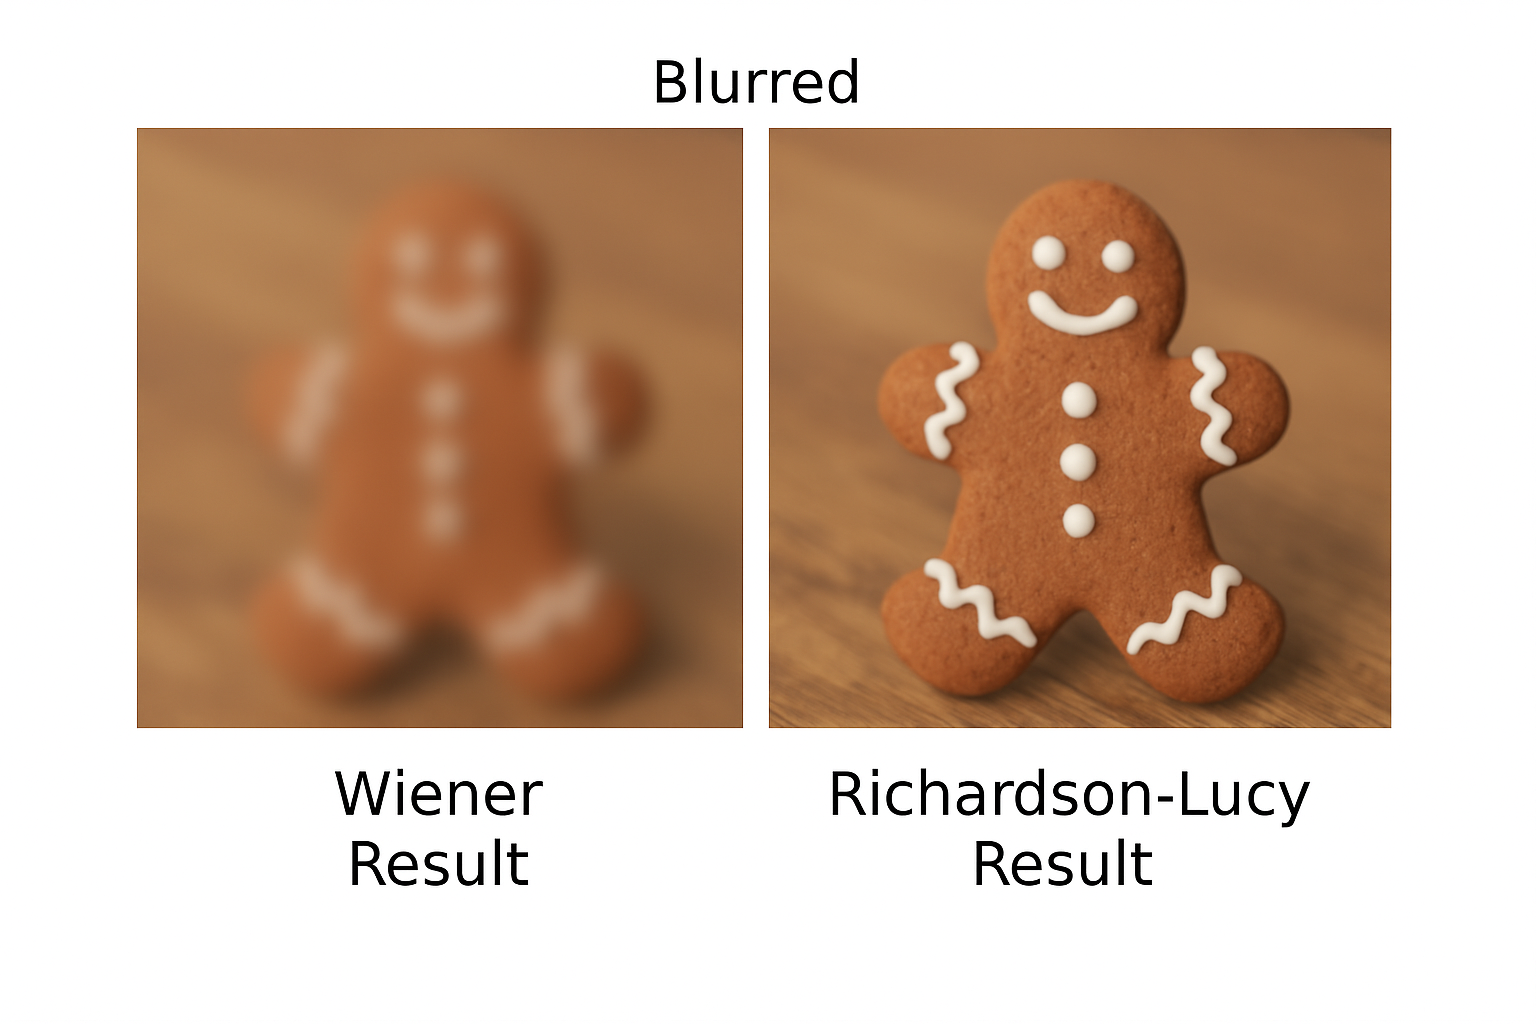 Blurred
Wiener
Result
Richardson-Lucy
Result